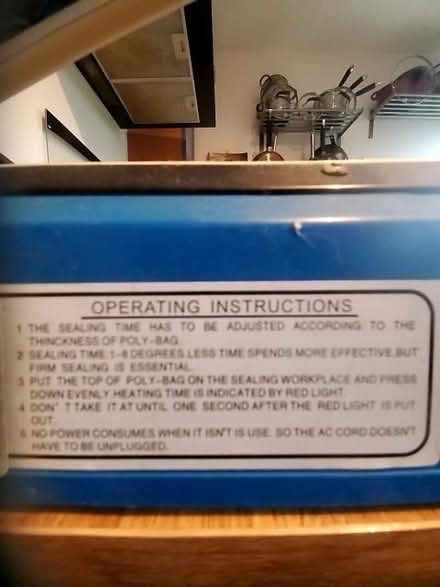 OPERATING INSTRUCTIONS
1 THE SEALING TIME HAS TO BE ADJUSTED ACCORDING TO THE
THINCKNESS OF POLY-BAG
2 SEALING TIME 1-8 DEGREES. LESS TIME SPENDS MORE EFFECTIVE, BUT
FIRM SEALING IS ESSENTIAL
3 PUT THE TOP OF POLY-BAG ON THE SEALING WORKPLACE AND PRESS
DOWN EVENLY HEATING TIME IS INDICATED BY RED LIGHT
4 DON'T TAKE IT AT UNTIL ONE SECOND AFTER THE RED LIGHT IS PUT
OUT.
5 NO POWER CONSUMES WHEN IT ISN'T IS USE. SO THE AC CORD DOESN'T
HAVE TO BE UNPLUGGED.